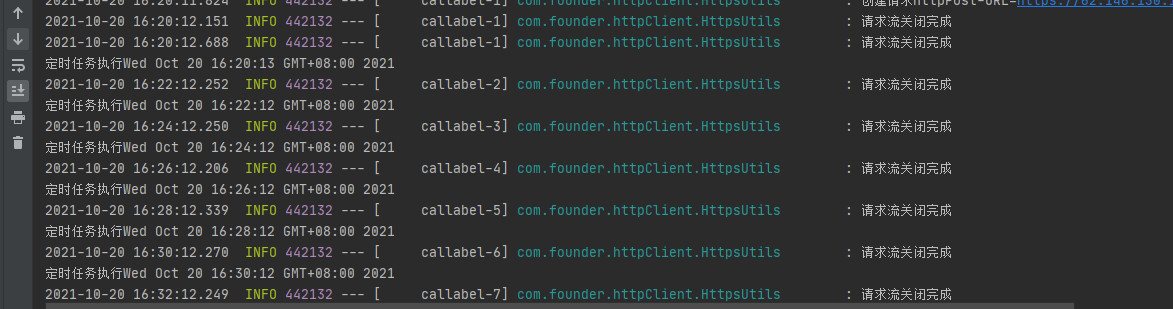 2021-10-20 16:20:11.824  INFO 442132 --- [     callabel-1] com.founder.httpClient.HttpsUtils        : 创建请求HttpPost-URL=
2021-10-20 16:20:12.151  INFO 442132 --- [     callabel-1] com.founder.httpClient.HttpsUtils        : 请求流关闭完成
2021-10-20 16:20:12.688  INFO 442132 --- [     callabel-1] com.founder.httpClient.HttpsUtils        : 请求流关闭完成
定时任务执行Wed Oct 20 16:20:13 GMT+08:00 2021
2021-10-20 16:22:12.252  INFO 442132 --- [     callabel-2] com.founder.httpClient.HttpsUtils        : 请求流关闭完成
定时任务执行Wed Oct 20 16:22:12 GMT+08:00 2021
2021-10-20 16:24:12.250  INFO 442132 --- [     callabel-3] com.founder.httpClient.HttpsUtils        : 请求流关闭完成
定时任务执行Wed Oct 20 16:24:12 GMT+08:00 2021
2021-10-20 16:26:12.206  INFO 442132 --- [     callabel-4] com.founder.httpClient.HttpsUtils        : 请求流关闭完成
定时任务执行Wed Oct 20 16:26:12 GMT+08:00 2021
2021-10-20 16:28:12.339  INFO 442132 --- [     callabel-5] com.founder.httpClient.HttpsUtils        : 请求流关闭完成
定时任务执行Wed Oct 20 16:28:12 GMT+08:00 2021
2021-10-20 16:30:12.270  INFO 442132 --- [     callabel-6] com.founder.httpClient.HttpsUtils        : 请求流关闭完成
定时任务执行Wed Oct 20 16:30:12 GMT+08:00 2021
2021-10-20 16:32:12.249  INFO 442132 --- [     callabel-7] com.founder.httpClient.HttpsUtils        : 请求流关闭完成